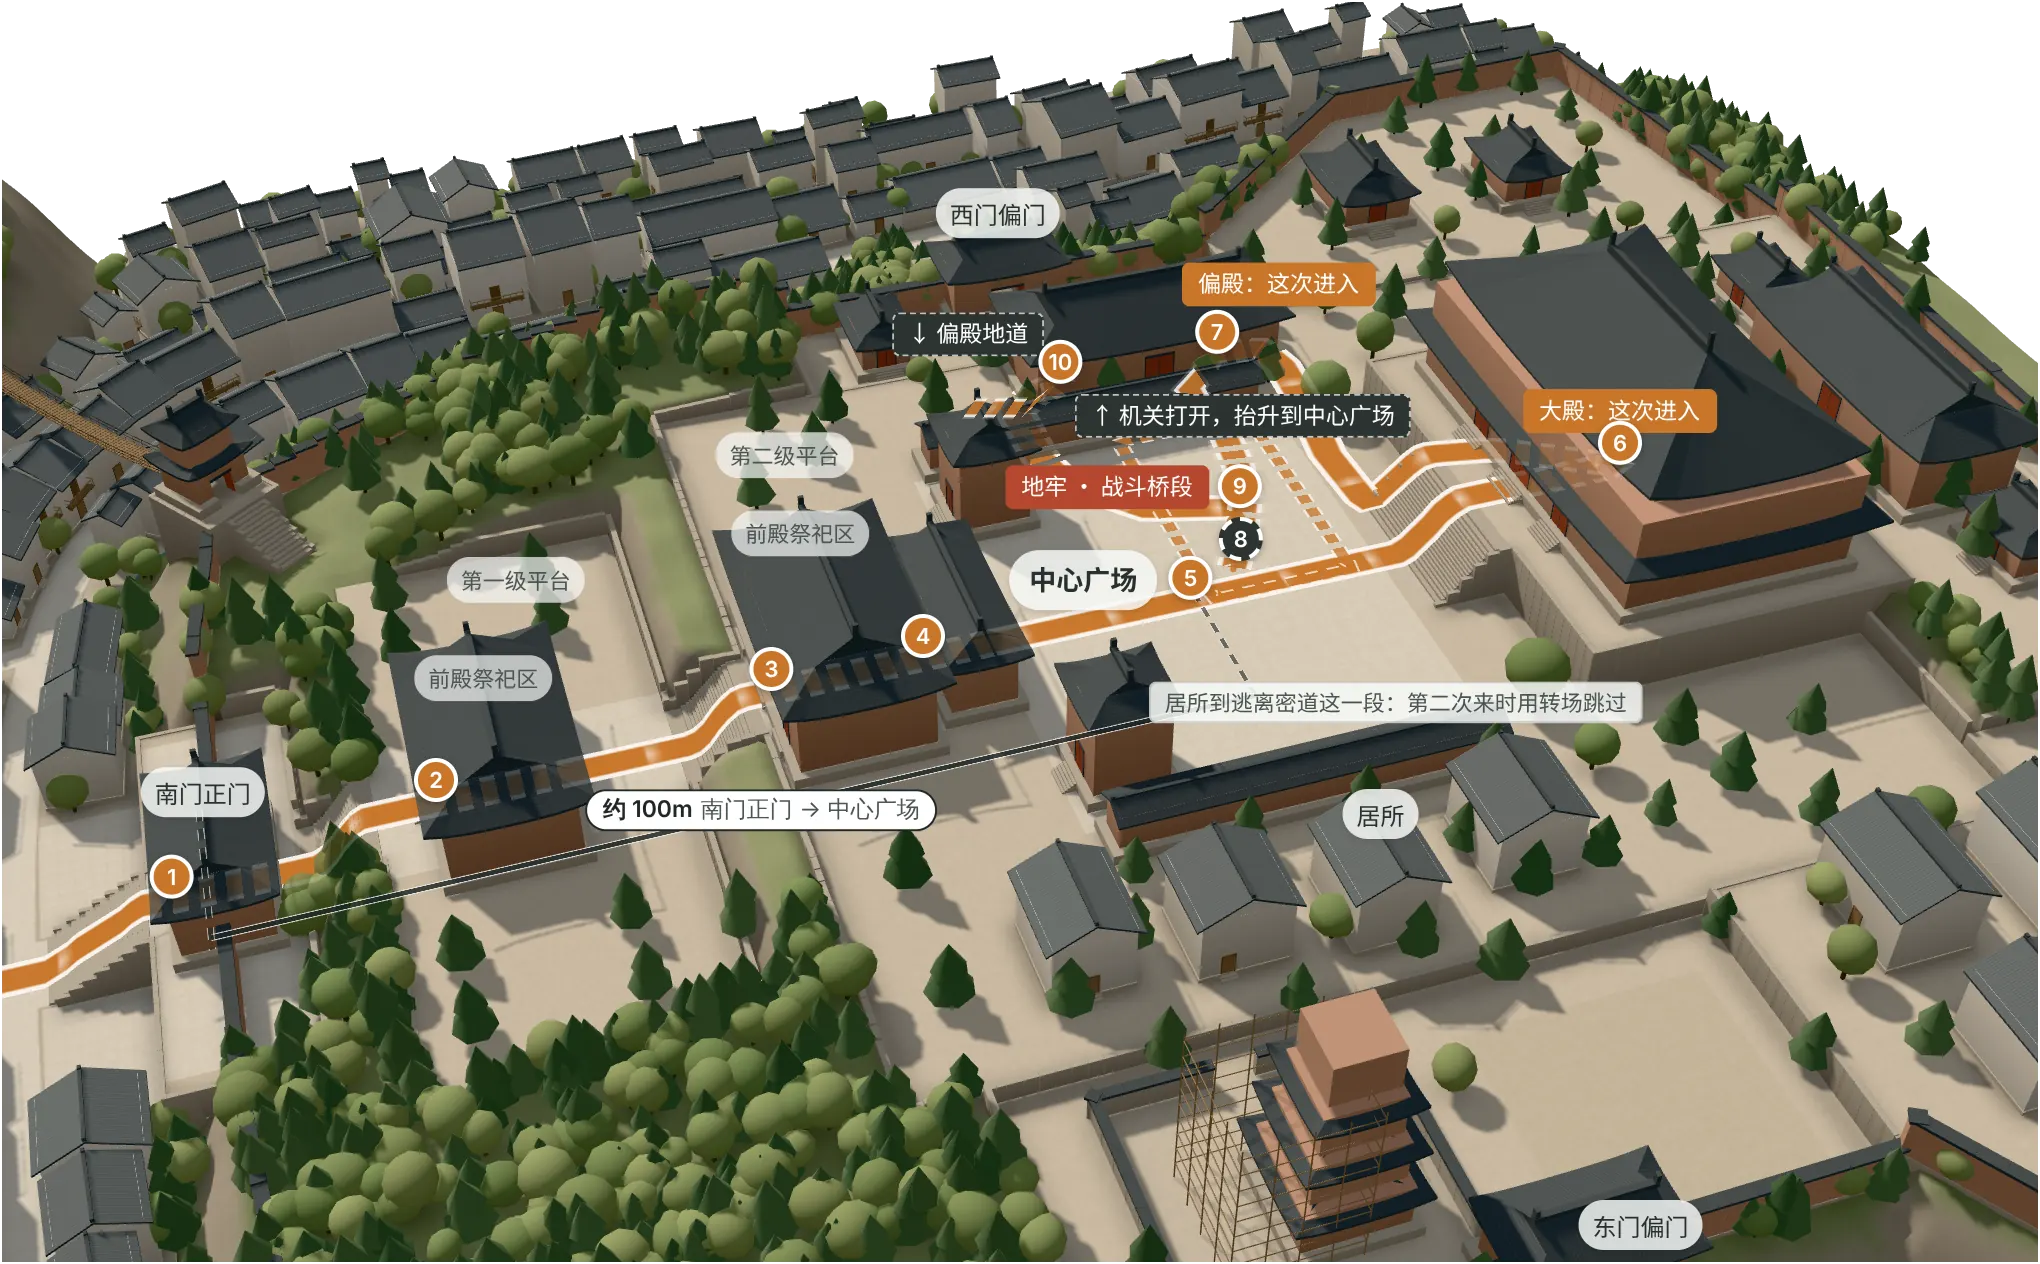 西门偏门
偏殿：这次进入
↓ 偏殿地道
7
10
↑ 机关打开，抬升到中心广场
大殿：这次进入
6
第二级平台
地牢 · 战斗桥段
9
前殿祭祀区
8
第一级平台
中心广场
5
4
3
前殿祭祀区
居所到逃离密道这一段：第二次来时用转场跳过
2
南门正门
约 100m 南门正门 → 中心广场
居所
1
东门偏门